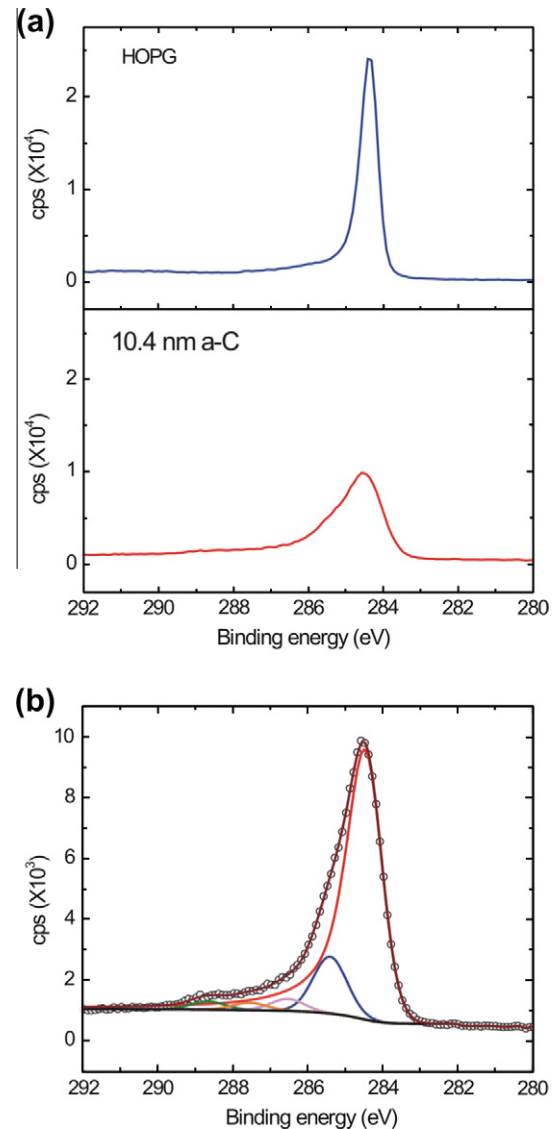 (a)
HOPG
2
1
0
cps (X10⁴)
10.4 nm a-C
2
1
0
cps (X10⁴)
292 290 288 286 284 282 280
Binding energy (eV)
(b)
10
8
6
4
2
0
cps (X10³)
292 290 288 286 284 282 280
Binding energy (eV)